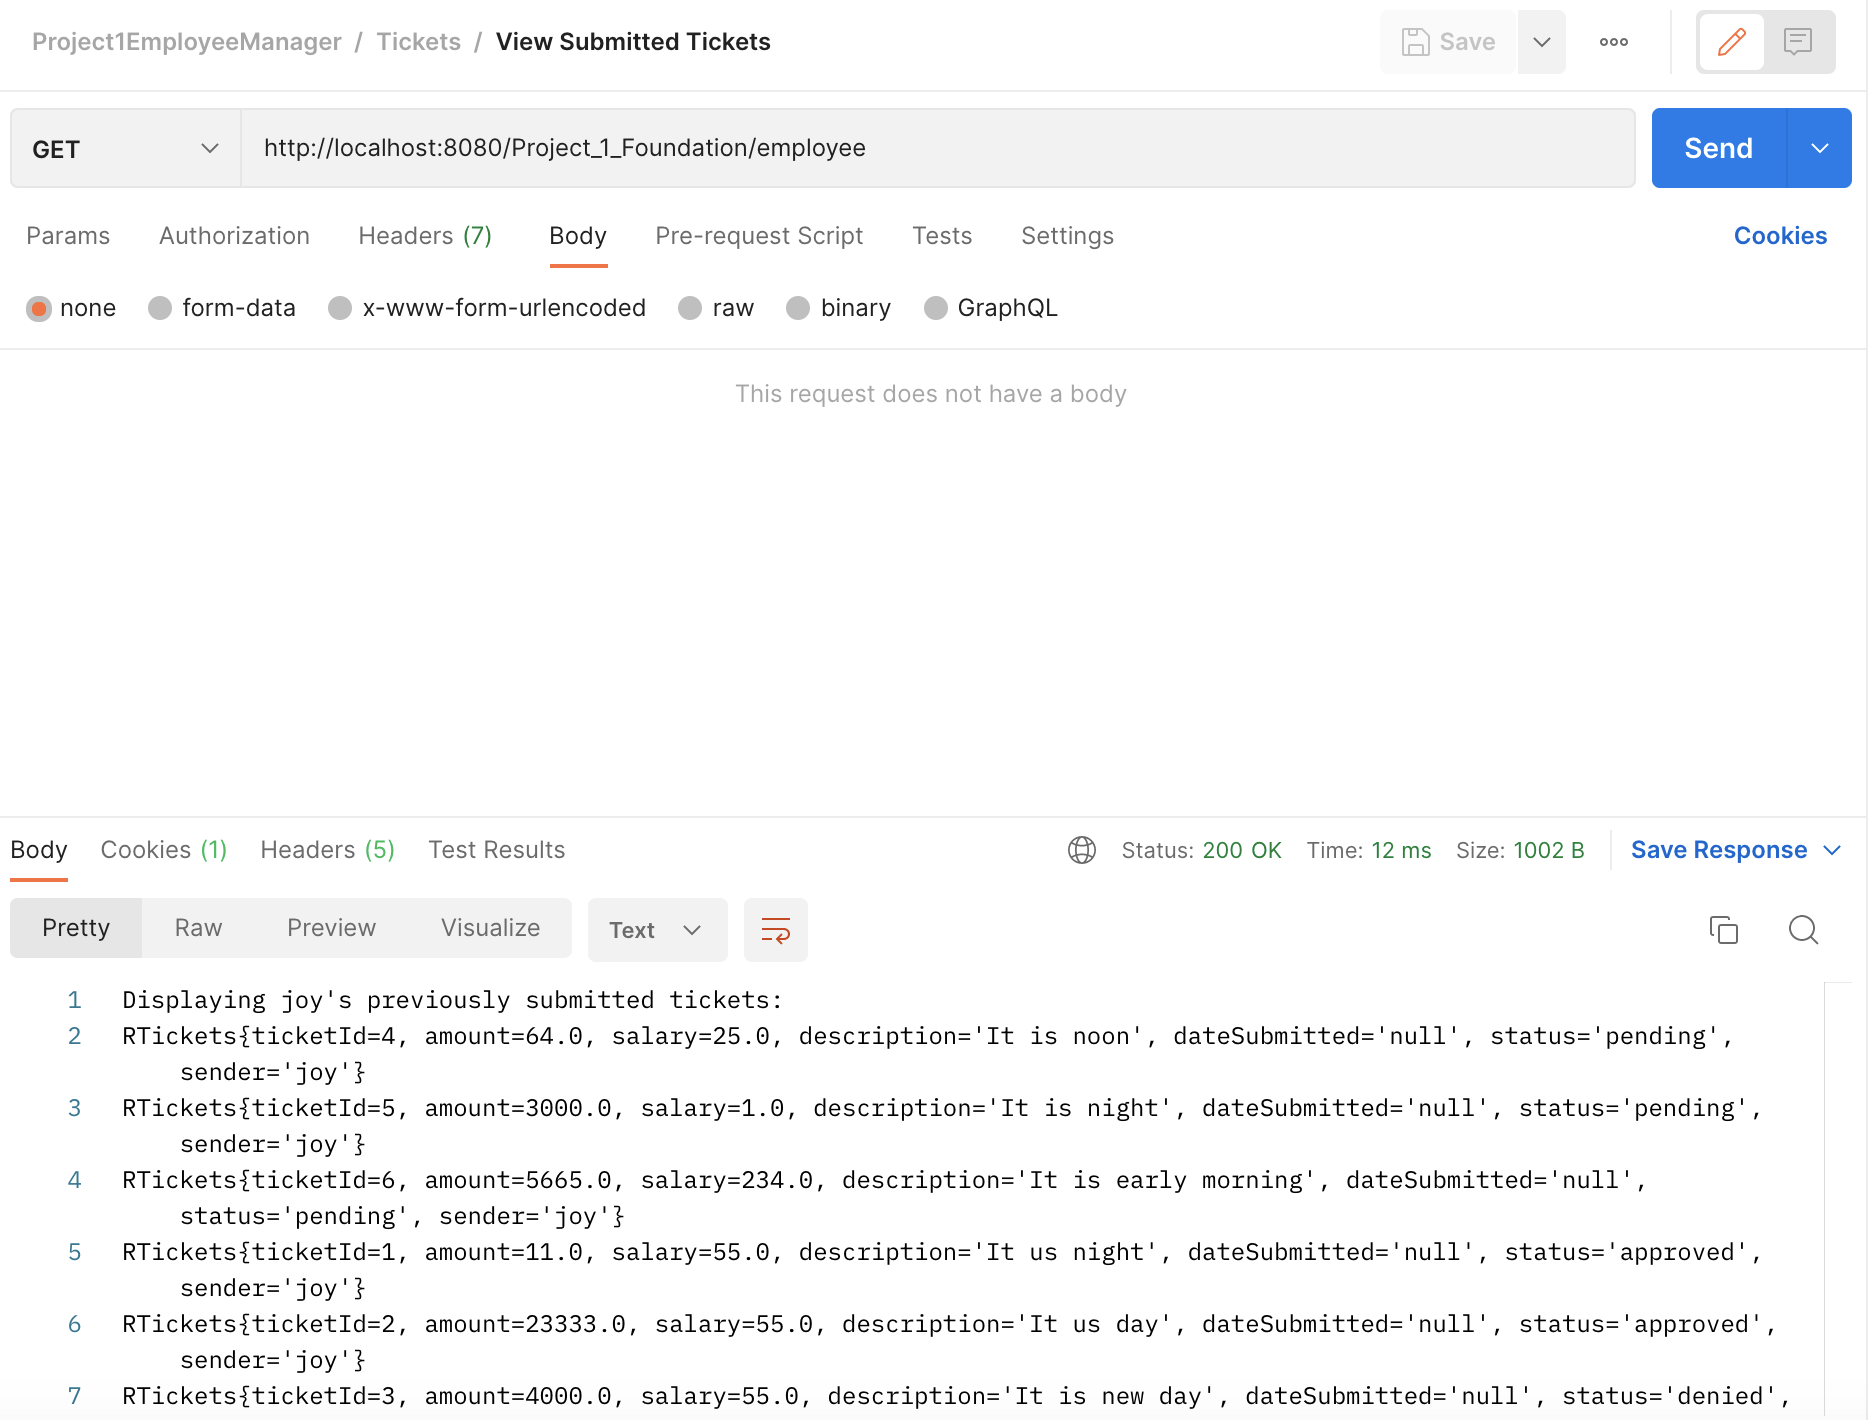 Project1EmployeeManager / Tickets / View Submitted Tickets
Save
GET
http://localhost:8080/Project_1_Foundation/employee
Send
Params Authorization Headers (7) Body Pre-request Script Tests Settings Cookies
none form-data x-www-form-urlencoded raw binary GraphQL
This request does not have a body
Body Cookies (1) Headers (5) Test Results Status: 200 OK Time: 12 ms Size: 1002 B Save Response
Pretty Raw Preview Visualize Text
1 Displaying joy's previously submitted tickets:
2 RTickets{ticketId=4, amount=64.0, salary=25.0, description='It is noon', dateSubmitted='null', status='pending',
sender='joy'}
3 RTickets{ticketId=5, amount=3000.0, salary=1.0, description='It is night', dateSubmitted='null', status='pending',
sender='joy'}
4 RTickets{ticketId=6, amount=5665.0, salary=234.0, description='It is early morning', dateSubmitted='null',
status='pending', sender='joy'}
5 RTickets{ticketId=1, amount=11.0, salary=55.0, description='It us night', dateSubmitted='null', status='approved',
sender='joy'}
6 RTickets{ticketId=2, amount=23333.0, salary=55.0, description='It us day', dateSubmitted='null', status='approved',
sender='joy'}
7 RTickets{ticketId=3, amount=4000.0, salary=55.0, description='It is new day', dateSubmitted='null', status='denied',